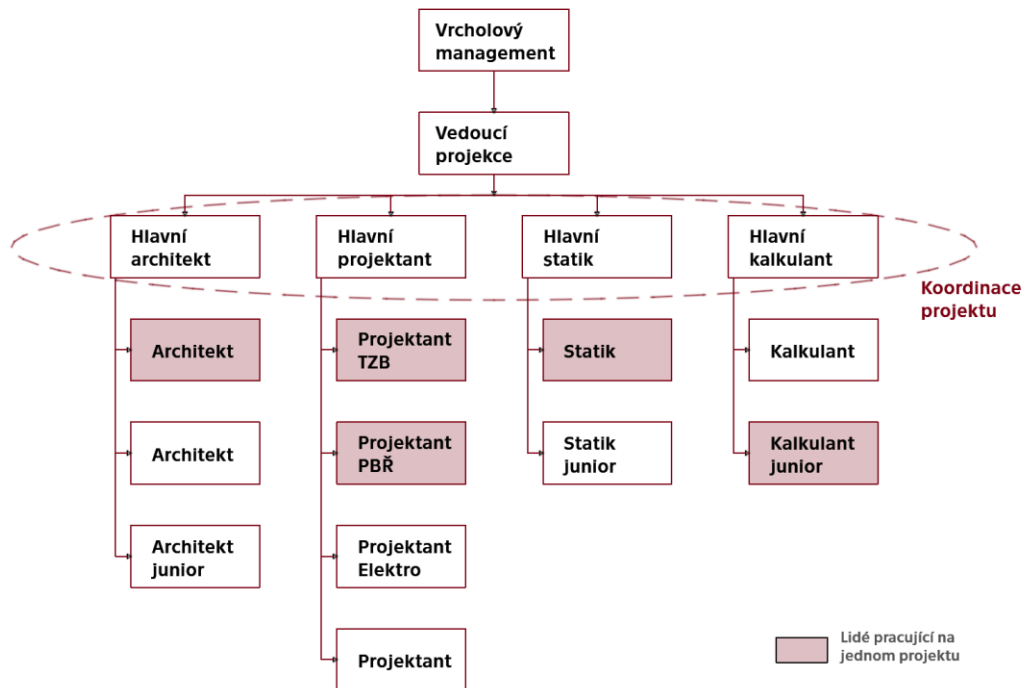 Vrcholový
management
Vedoucí
projekce
Hlavní
architekt
Hlavní
projektant
Hlavní
statik
Hlavní
kalkulant
Koordinace
projektu
Architekt
Projektant
TZB
Statik
Kalkulant
Architekt
Projektant
PBŘ
Statik
junior
Kalkulant
junior
Architekt
junior
Projektant
Elektro
Projektant
Lidé pracující na
jednom projektu